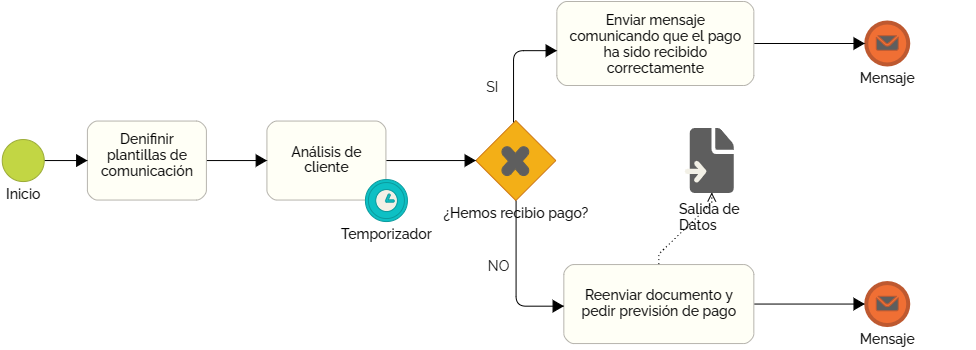 Enviar mensaje
comunicando que el pago
ha sido recibido
correctamente
Mensaje
SI
Denifinir
plantillas de
comunicación
Análisis de
cliente
Inicio
Temporizador
¿Hemos recibio pago?
Salida de
Datos
NO
Reenviar documento y
pedir previsión de pago
Mensaje